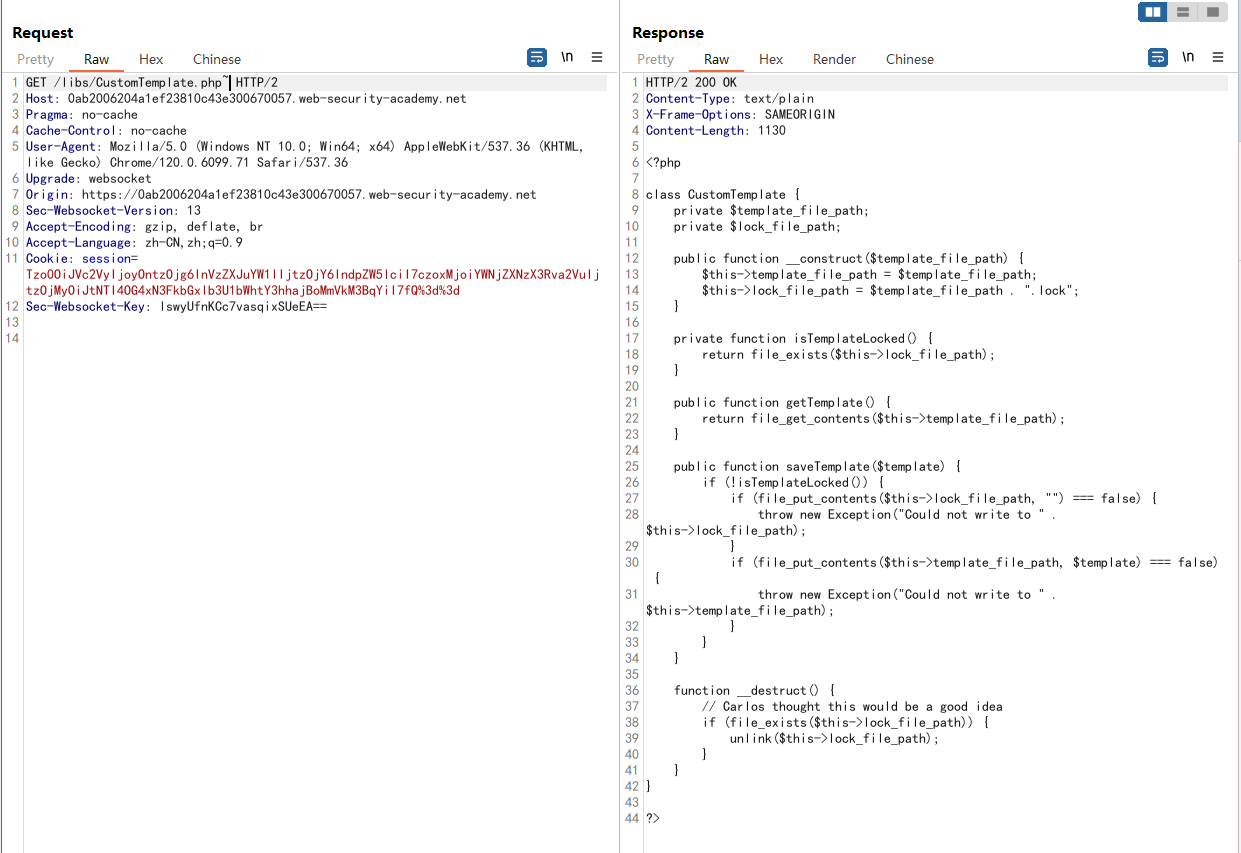 Request
Pretty Raw Hex Chinese
\n
1 GET /libs/CustomTemplate.php~ HTTP/2
2 Host: 0ab2006204a1ef23810c43e300670057.web-security-academy.net
3 Pragma: no-cache
4 Cache-Control: no-cache
5 User-Agent: Mozilla/5.0 (Windows NT 10.0; Win64; x64) AppleWebKit/537.36 (KHTML,
like Gecko) Chrome/120.0.6099.71 Safari/537.36
6 Upgrade: websocket
7 Origin: https://0ab2006204a1ef23810c43e300670057.web-security-academy.net
8 Sec-Websocket-Version: 13
9 Accept-Encoding: gzip, deflate, br
10 Accept-Language: zh-CN,zh;q=0.9
11 Cookie: session=
Tzo0OiJVc2VyIjoyOntzOjg6InVzZXJuYW1lIjtzOjY6IndpZW5lciI7czoxMjoiYWNjZXNzX3Rva2VuIj
tzOjMyOiJtNTl4OG4xN3FkbGxlb3U1bWhtY3hhajBoMmVkM3BqYiI7fQ%3d%3d
12 Sec-Websocket-Key: lswyUfnKCc7vasqixSUeEA==
13
14
Response
Pretty Raw Hex Render Chinese
\n
1 HTTP/2 200 OK
2 Content-Type: text/plain
3 X-Frame-Options: SAMEORIGIN
4 Content-Length: 1130
5
6 <?php
7
8 class CustomTemplate {
9 private $template_file_path;
10 private $lock_file_path;
11
12 public function __construct($template_file_path) {
13 $this->template_file_path = $template_file_path;
14 $this->lock_file_path = $template_file_path . ".lock";
15 }
16
17 private function isTemplateLocked() {
18 return file_exists($this->lock_file_path);
19 }
20
21 public function getTemplate() {
22 return file_get_contents($this->template_file_path);
23 }
24
25 public function saveTemplate($template) {
26 if (!isTemplateLocked()) {
27 if (file_put_contents($this->lock_file_path, "") === false) {
28 throw new Exception("Could not write to " .
$this->lock_file_path);
29 }
30 if (file_put_contents($this->template_file_path, $template) === false)
{
31 throw new Exception("Could not write to " .
$this->template_file_path);
32 }
33 }
34 }
35
36 function __destruct() {
37 // Carlos thought this would be a good idea
38 if (file_exists($this->lock_file_path)) {
39 unlink($this->lock_file_path);
40 }
41 }
42 }
43
44 ?>